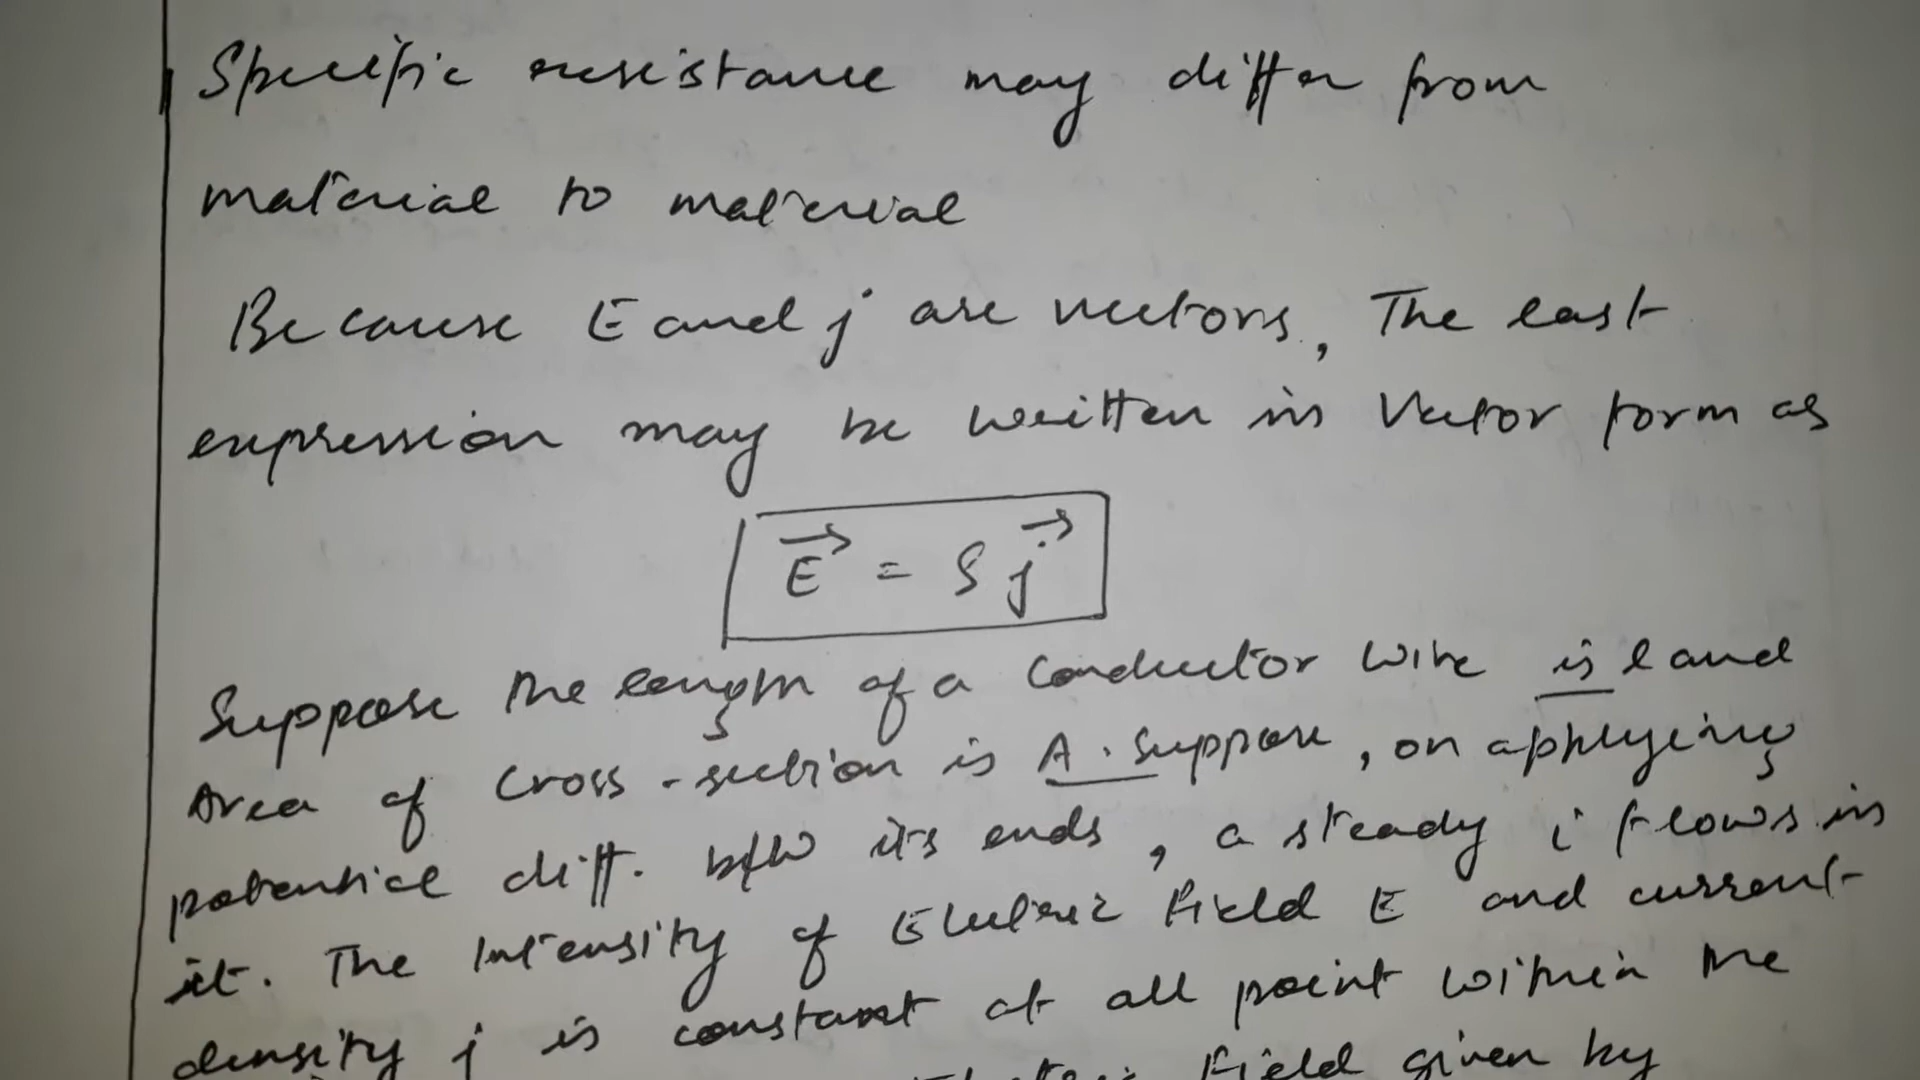 Specific resistance may differ from
material to material
Because E and j are vectors, The last
expression may be written in Vector form as
E⃗ = ρ j⃗
Suppose the length of a Conductor wire is l and
Area of Cross-section is A. Suppose, on applying
potential diff. b/w its ends, a steady i flows in
it. The Intensity of Electric field E and current
density j is constant at all point within the
field given by